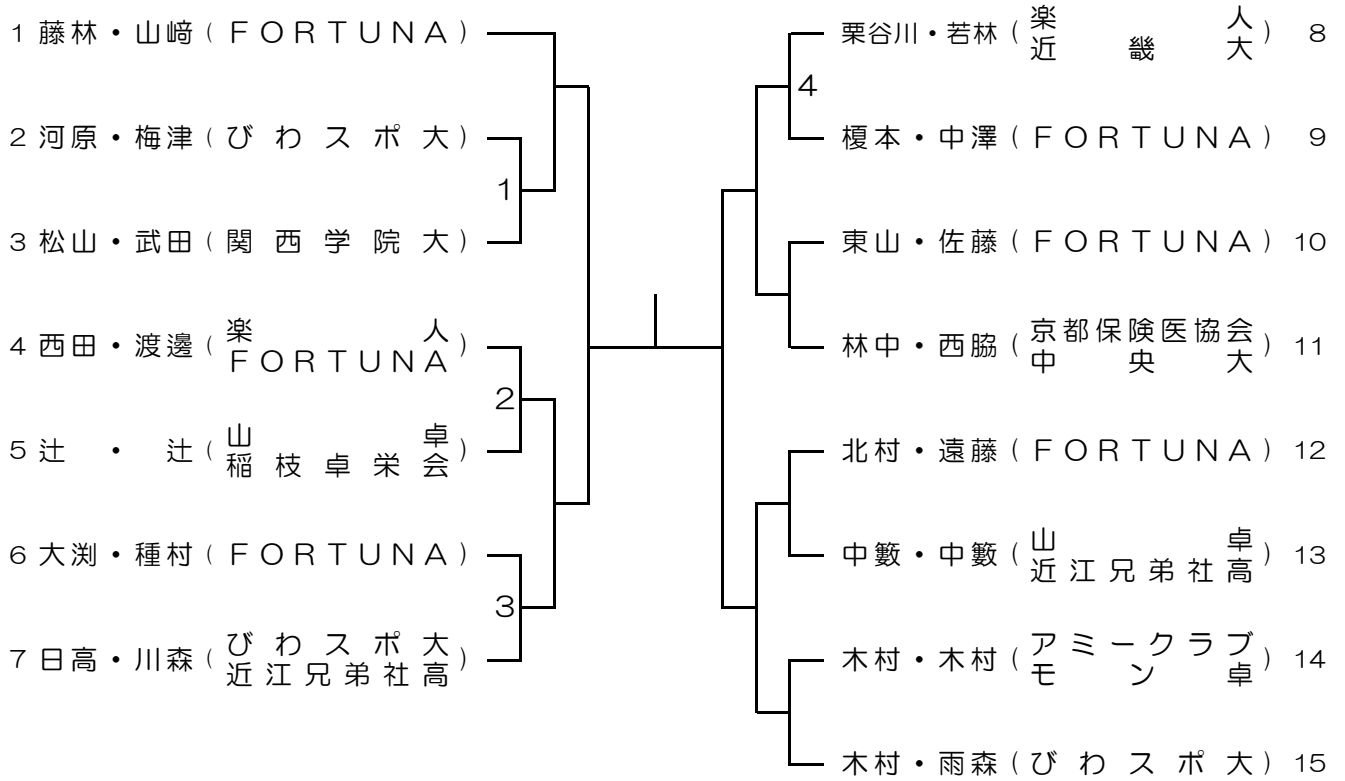 1 藤林・山﨑（FORTUNA）
2 河原・梅津（びわスポ大）
1
3 松山・武田（関西学院大）
4 西田・渡邊（楽人
FORTUNA）
2
5 辻・辻（山卓
稲枝卓栄会）
6 大渕・種村（FORTUNA）
3
7 日高・川森（びわスポ大
近江兄弟社高）
栗谷川・若林（楽人
近畿大）8
4
榎本・中澤（FORTUNA）9
東山・佐藤（FORTUNA）10
林中・西脇（京都保険医協会
中央大）11
北村・遠藤（FORTUNA）12
中籔・中籔（山卓
近江兄弟社高）13
木村・木村（アミークラブ
モン卓）14
木村・雨森（びわスポ大）15